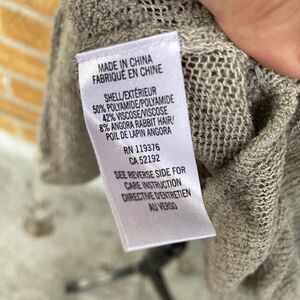 MADE IN CHINA
FABRIQUÉ EN CHINE
SHELL/EXTÉRIEUR
50% POLYAMIDE/POLYAMIDE
42% VISCOSE/VISCOSE
8% ANGORA RABBIT HAIR/
POIL DE LAPIN ANGORA
RN 119376
CA 52192
SEE REVERSE SIDE FOR
CARE INSTRUCTION
DIRECTIVE D'ENTRETIEN
AU VERSO